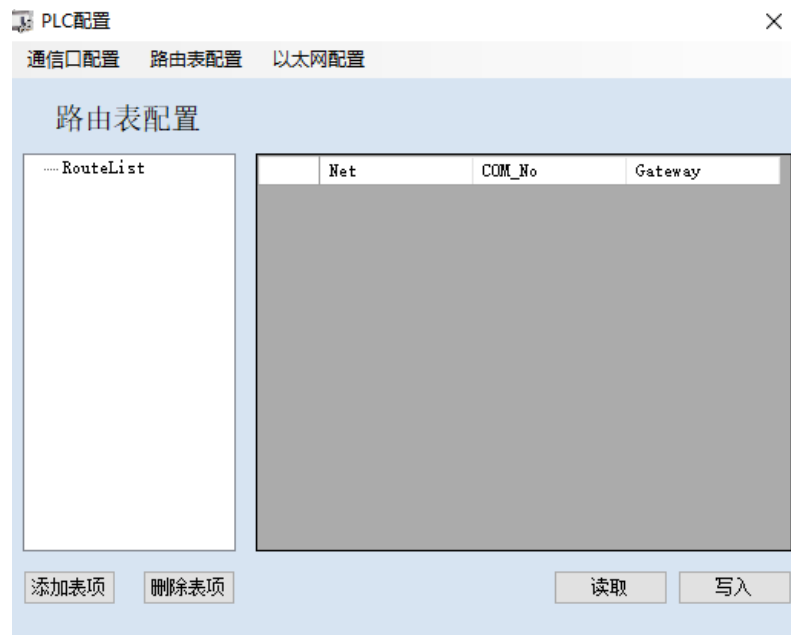 PLC配置
通信口配置 路由表配置 以太网配置
路由表配置
RouteList
Net COM_No Gateway
添加表项 删除表项 读取 写入